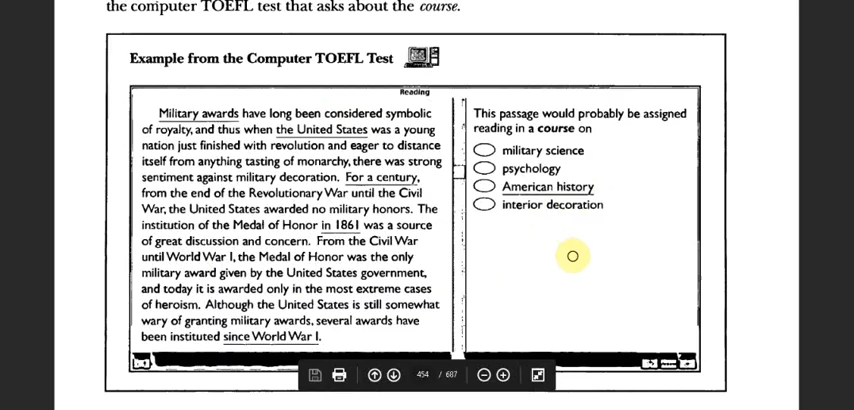 the computer TOEFL test that asks about the course.
Example from the Computer TOEFL Test
Reading
Military awards have long been considered symbolic
of royalty, and thus when the United States was a young
nation just finished with revolution and eager to distance
itself from anything tasting of monarchy, there was strong
sentiment against military decoration. For a century,
from the end of the Revolutionary War until the Civil
War, the United States awarded no military honors. The
institution of the Medal of Honor in 1861 was a source
of great discussion and concern. From the Civil War
until World War I, the Medal of Honor was the only
military award given by the United States government,
and today it is awarded only in the most extreme cases
of heroism. Although the United States is still somewhat
wary of granting military awards, several awards have
been instituted since World War I.
This passage would probably be assigned
reading in a course on
military science
psychology
American history
interior decoration
454 / 687